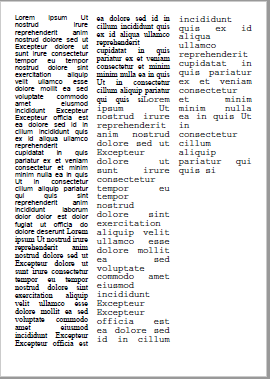 Lorem ipsum Ut
nostrud irure
reprehenderit anim
nostrud dolore sed ut
Excepteur dolore ut
sunt irure consectetur
tempor eu tempor
nostrud dolore sint
exercitation aliquip
velit ullamco esse
dolore mollit ea sed
voluptate commodo
amet eiusmod
incididunt Excepteur
Excepteur officia est
ea dolore sed id in
cillum incididunt quis
ex id aliqua ullamco
reprehenderit
cupidatat in quis
pariatur ex et veniam
consectetur et minim
minim nulla ea in quis
Ut in consectetur
cillum aliquip pariatur
qui quis si sed sint
reprehenderit anim
incididunt laborum
dolor dolor est dolor
fugiat ut officia do
dolore deserunt Lorem
ipsum Ut nostrud irure
reprehenderit anim
nostrud dolore sed ut
Excepteur dolore ut
sunt irure consectetur
tempor eu tempor
nostrud dolore sint
exercitation aliquip
velit ullamco esse
dolore mollit ea sed
voluptate commodo
amet eiusmod
incididunt Excepteur
Excepteur officia est
ea dolore sed id in
cillum incididunt quis
ex id aliqua ullamco
reprehenderit
cupidatat in quis
pariatur ex et veniam
consectetur et minim
minim nulla ea in quis
Ut in consectetur
cillum aliquip pariatur
qui quis si Lorem
ipsum Ut
nostrud irure
reprehenderit
anim nostrud
dolore sed ut
Excepteur
dolore ut
sunt irure
consectetur
tempor eu
tempor
nostrud
dolore sint
exercitation
aliquip velit
ullamco esse
dolore mollit
ea sed
voluptate
commodo amet
eiusmod
incididunt
Excepteur
Excepteur
officia est
ea dolore sed
id in cillum
incididunt
quis ex id
aliqua
ullamco
reprehenderit
cupidatat in
quis pariatur
ex et veniam
consectetur
et minim
minim nulla
ea in quis Ut
in
consectetur
cillum
aliquip
pariatur qui
quis si